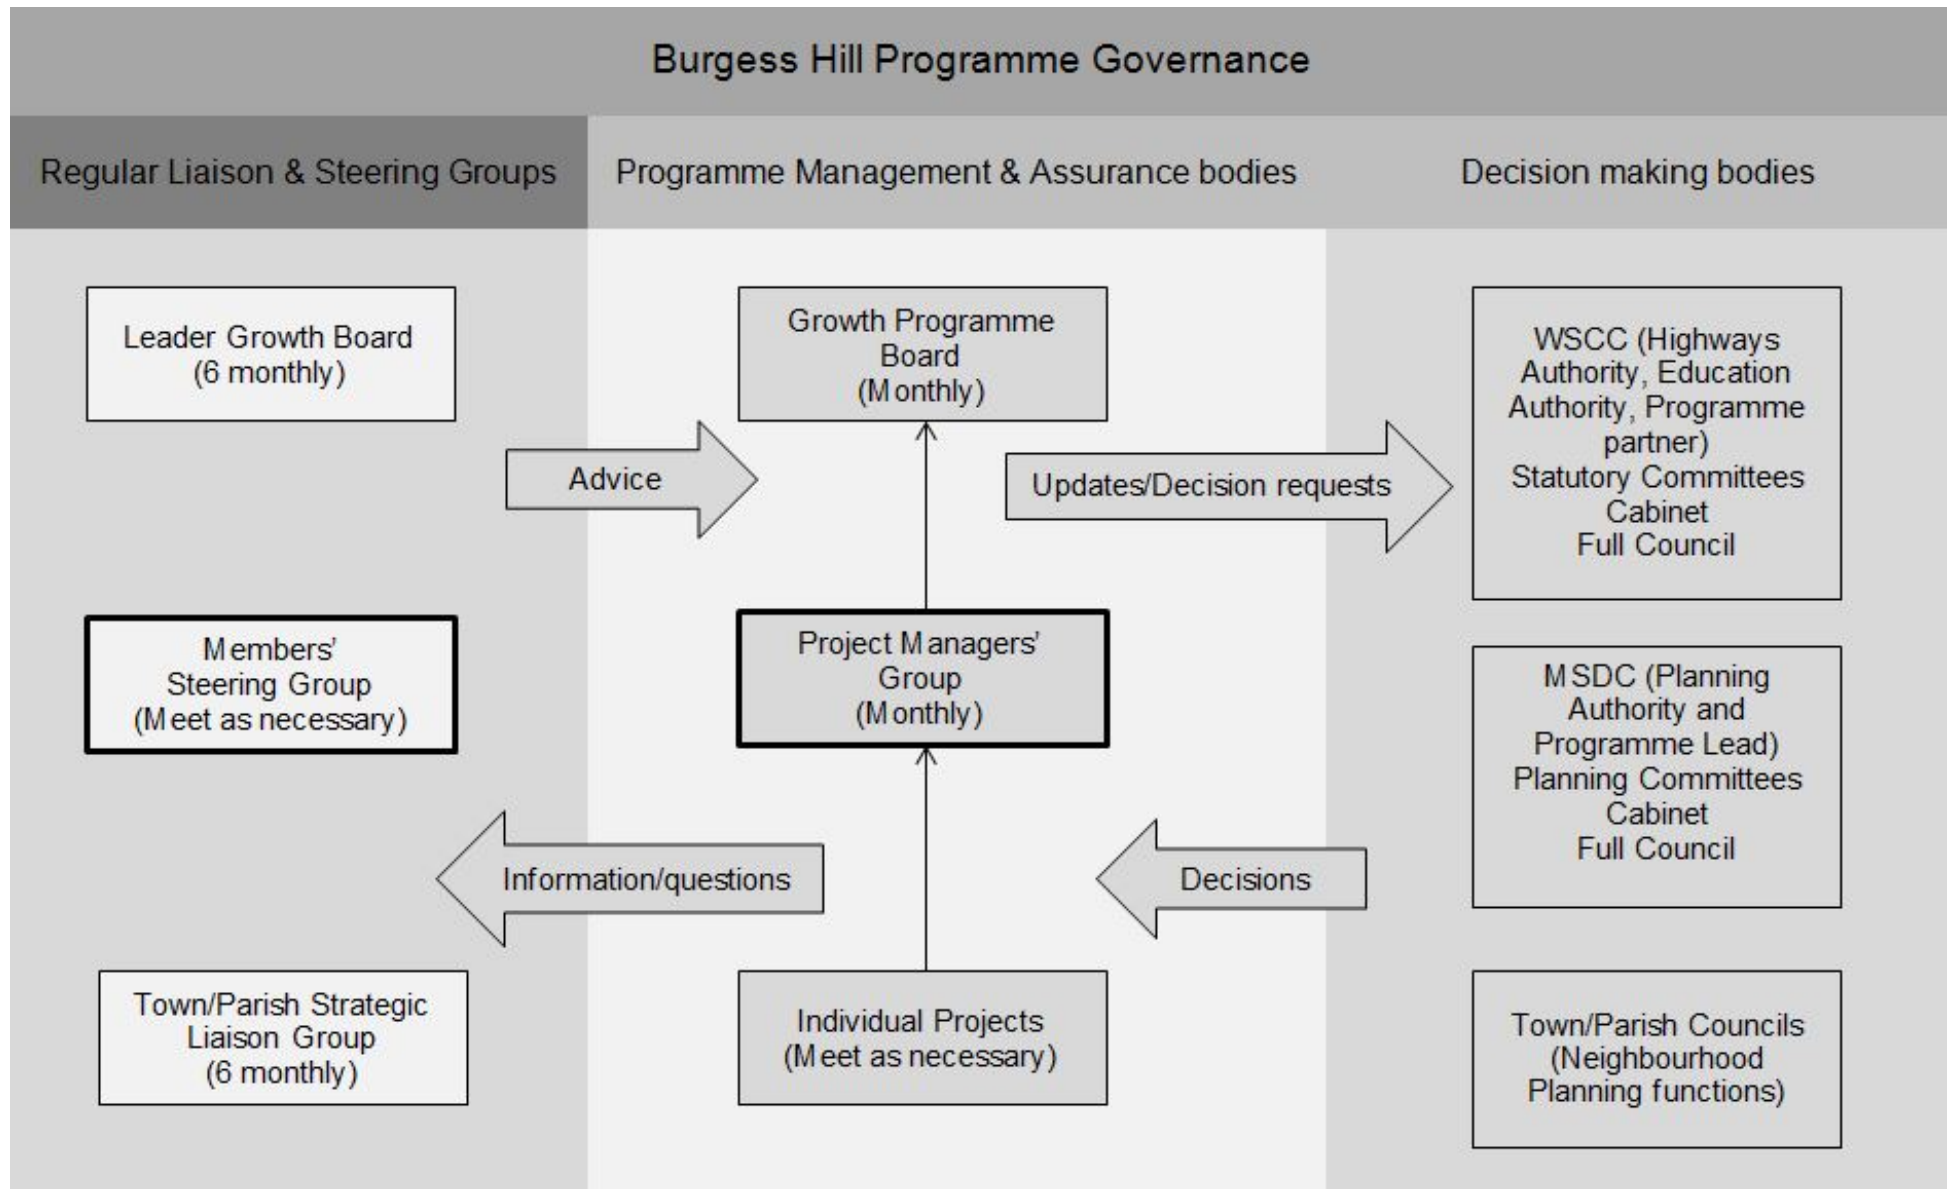 Burgess Hill Programme Governance
Regular Liaison & Steering Groups
Programme Management & Assurance bodies
Decision making bodies
Leader Growth Board
(6 monthly)
Growth Programme
Board
(Monthly)
WSCC (Highways
Authority, Education
Authority, Programme
partner)
Statutory Committees
Cabinet
Full Council
Advice
Updates/Decision requests
Members’
Steering Group
(Meet as necessary)
Project Managers’
Group
(Monthly)
MSDC (Planning
Authority and
Programme Lead)
Planning Committees
Cabinet
Full Council
Information/questions
Decisions
Town/Parish Strategic
Liaison Group
(6 monthly)
Individual Projects
(Meet as necessary)
Town/Parish Councils
(Neighbourhood
Planning functions)